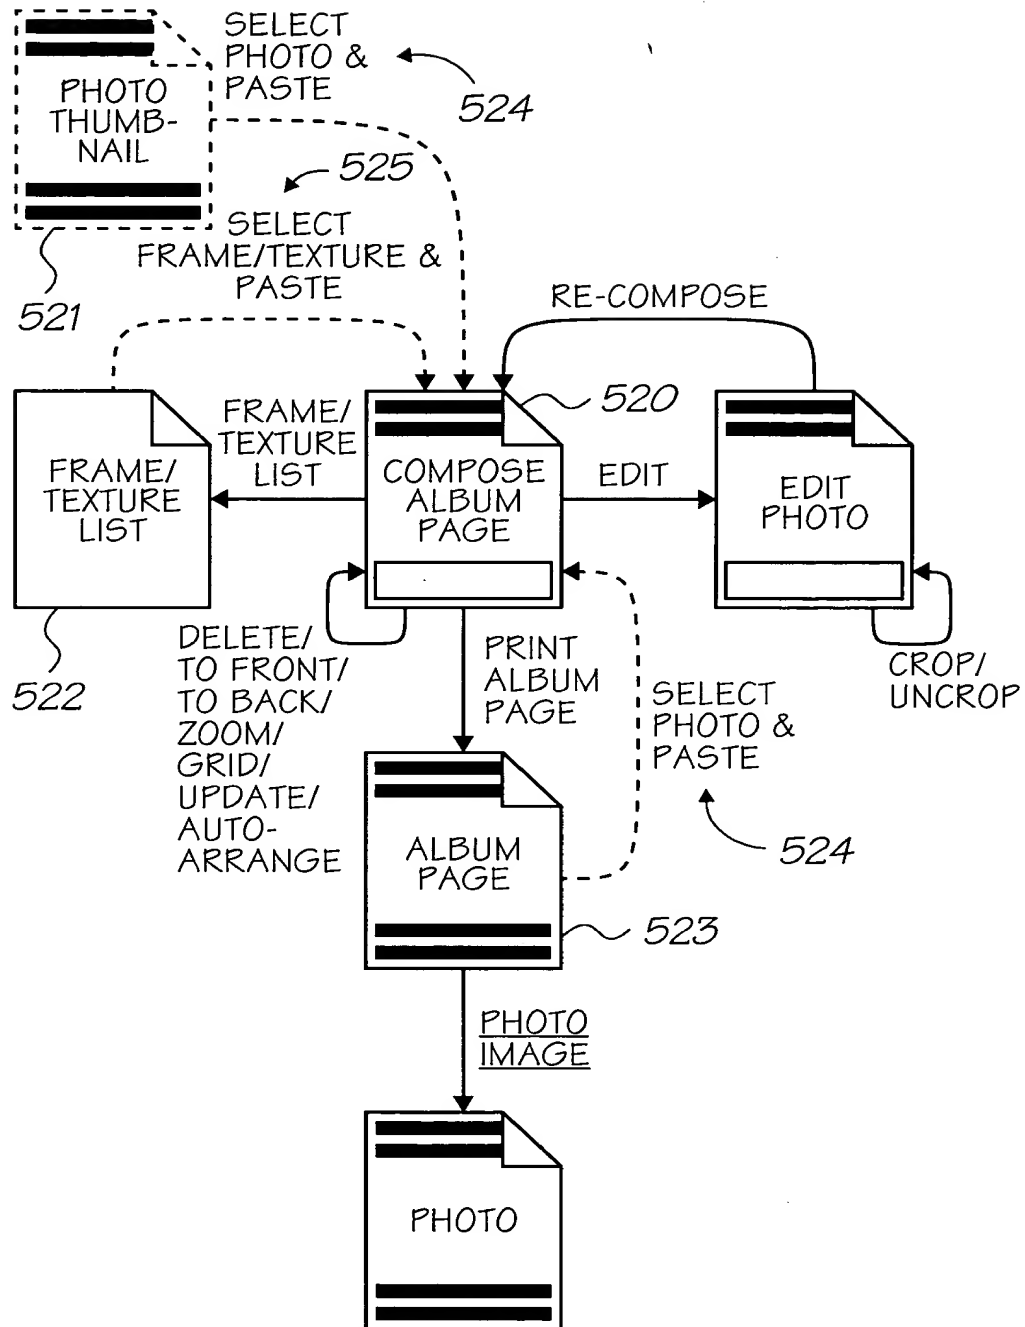 SELECT
PHOTO &
PASTE
524
PHOTO
THUMB-
NAIL
525
SELECT
FRAME/TEXTURE &
PASTE
521
RE-COMPOSE
520
FRAME/
TEXTURE
LIST
FRAME/
TEXTURE
LIST
COMPOSE
ALBUM
PAGE
EDIT
EDIT
PHOTO
522
DELETE/
TO FRONT/
TO BACK/
ZOOM/
GRID/
UPDATE/
AUTO-
ARRANGE
PRINT
ALBUM
PAGE
SELECT
PHOTO &
PASTE
CROP/
UNCROP
524
ALBUM
PAGE
523
PHOTO
IMAGE
PHOTO